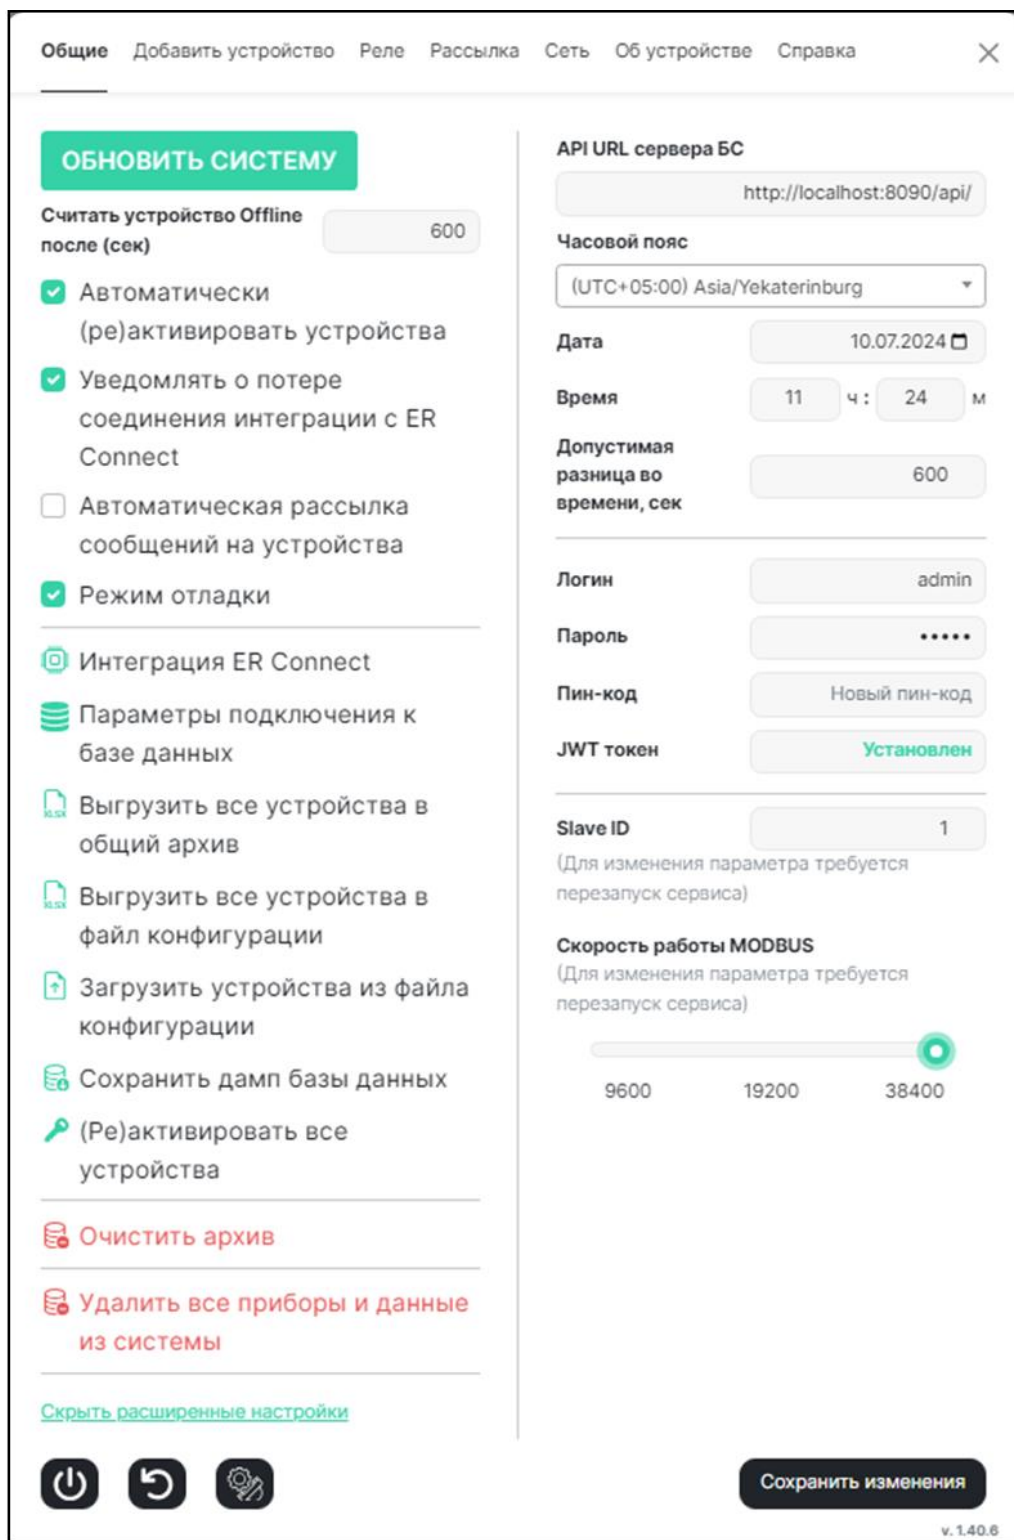 Общие Добавить устройство Реле Рассылка Сеть Об устройстве Справка
ОБНОВИТЬ СИСТЕМУ
Считать устройство Offline
после (сек)
600
Автоматически
(ре)активировать устройства
Уведомлять о потере
соединения интеграции с ER
Connect
Автоматическая рассылка
сообщений на устройства
Режим отладки
Интеграция ER Connect
Параметры подключения к
базе данных
XLSX
Выгрузить все устройства в
общий архив
XLSX
Выгрузить все устройства в
файл конфигурации
Загрузить устройства из файла
конфигурации
Сохранить дамп базы данных
(Ре)активировать все
устройства
Очистить архив
Удалить все приборы и данные
из системы
Скрыть расширенные настройки
API URL сервера БС
http://localhost:8090/api/
Часовой пояс
(UTC+05:00) Asia/Yekaterinburg
Дата 10.07.2024
Время 11 ч : 24 м
Допустимая
разница во
времени, сек
600
Логин admin
Пароль •••••
Пин-код Новый пин-код
JWT токен Установлен
Slave ID 1
(Для изменения параметра требуется
перезапуск сервиса)
Скорость работы MODBUS
(Для изменения параметра требуется
перезапуск сервиса)
9600 19200 38400
Сохранить изменения
v. 1.40.6